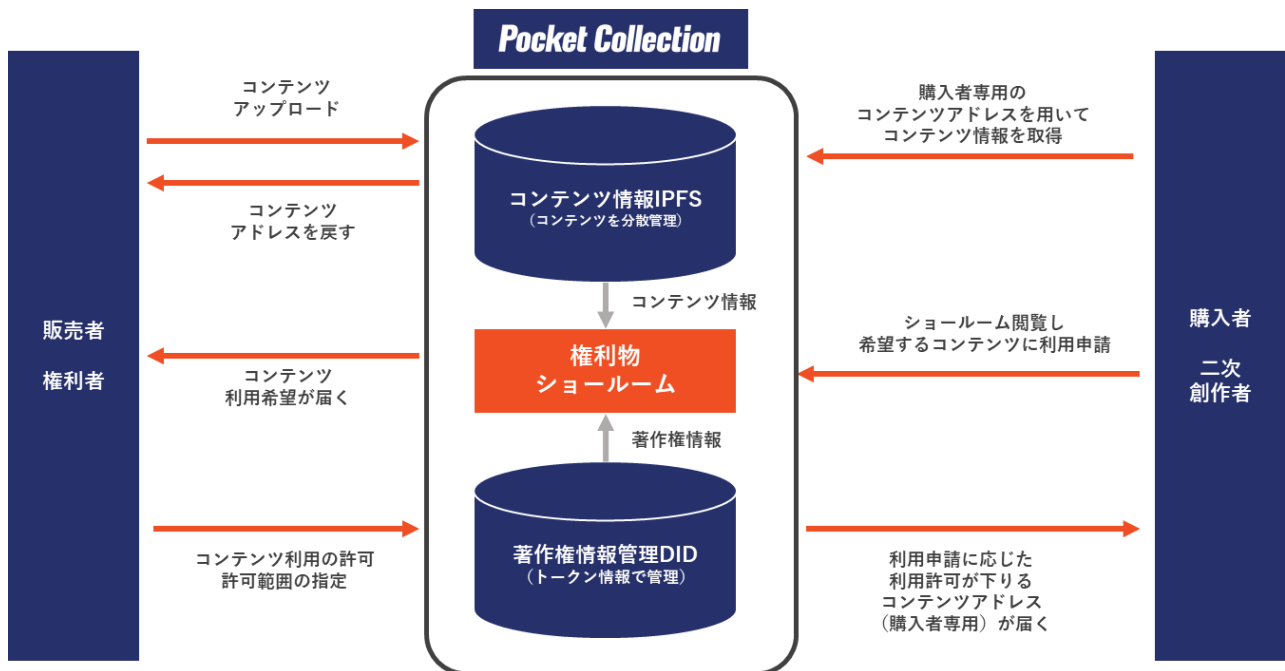 Pocket Collection
コンテンツ
アップロード
コンテンツ
アドレスを戻す
販売者
権利者
コンテンツ
利用希望が届く
コンテンツ利用の許可
許可範囲の指定
コンテンツ情報IPFS
(コンテンツを分散管理)
コンテンツ情報
権利物
ショールーム
著作権情報
著作権情報管理DID
(トークン情報で管理)
購入者専用の
コンテンツアドレスを用いて
コンテンツ情報を取得
ショールーム閲覧し
希望するコンテンツに利用申請
利用申請に応じた
利用許可が下りる
コンテンツアドレス
(購入者専用)が届く
購入者
二次
創作者